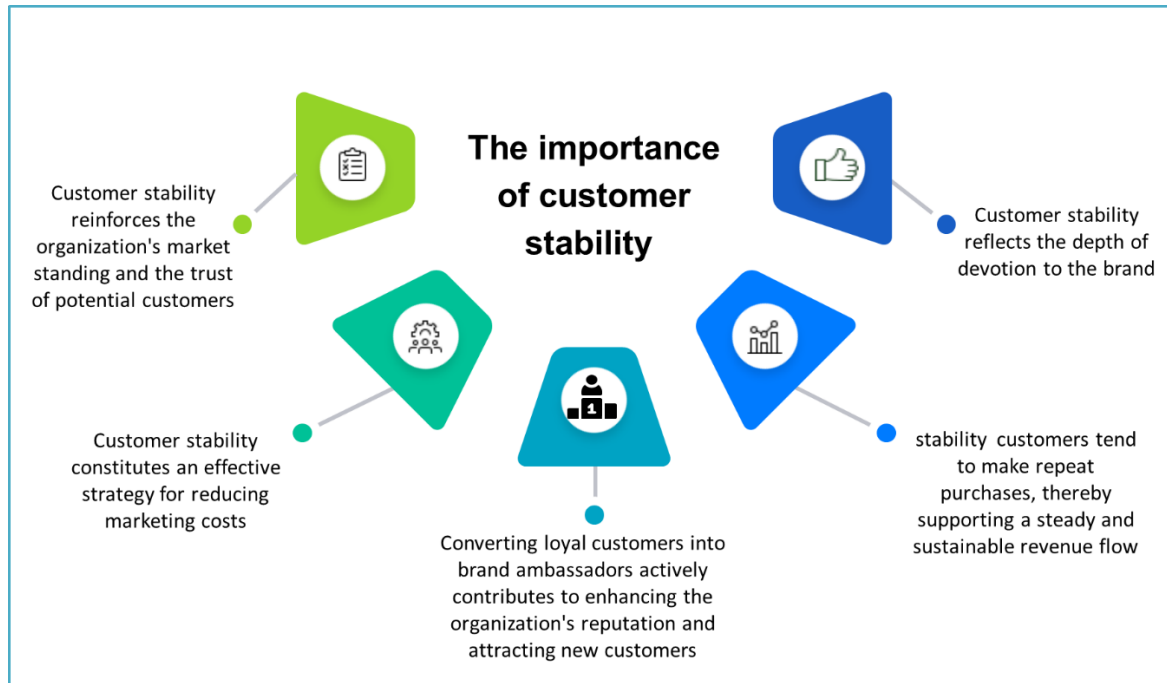 The importance
of customer
stability
Customer stability
reinforces the
organization's market
standing and the trust
of potential customers
Customer stability
reflects the depth of
devotion to the brand
Customer stability
constitutes an effective
strategy for reducing
marketing costs
stability customers tend
to make repeat
purchases, thereby
supporting a steady and
sustainable revenue flow
1
Converting loyal customers into
brand ambassadors actively
contributes to enhancing the
organization's reputation and
attracting new customers